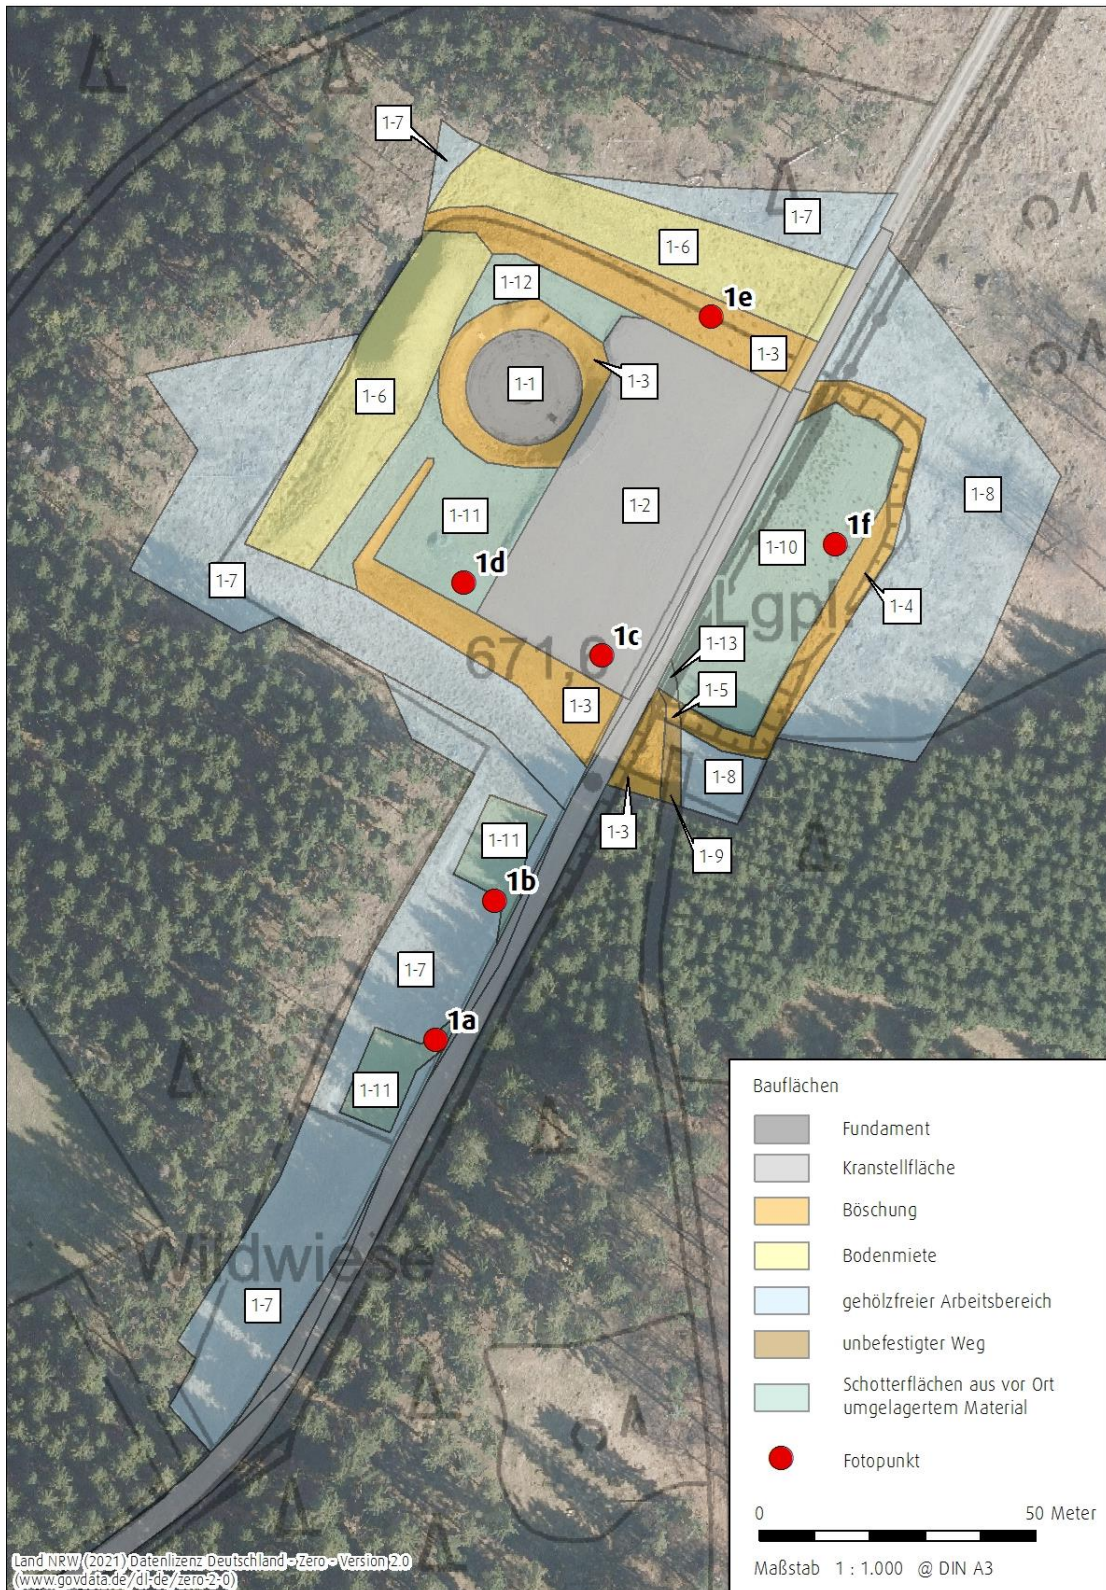 1-7
1-7
1-6
1-12
1e
1-3
1-1
1-3
1-6
1-2
1-8
1-11
1f
1-10
1d
1-7
1-4
Lgpl
1-13
671,
1c
1-5
1-3
1-8
1-3
1-11
1-9
1b
1-7
1a
1-11
Wildwiese
1-7
Bauflächen
Fundament
Kranstellfläche
Böschung
Bodenmiete
gehölzfreier Arbeitsbereich
unbefestigter Weg
Schotterflächen aus vor Ort
umgelagertem Material
Fotopunkt
0 50 Meter
Maßstab 1 : 1.000 @ DIN A3
Land NRW (2021) Datenlizenz Deutschland - Zero - Version 2.0
(www.govdata.de/dl-de/zero-2-0)